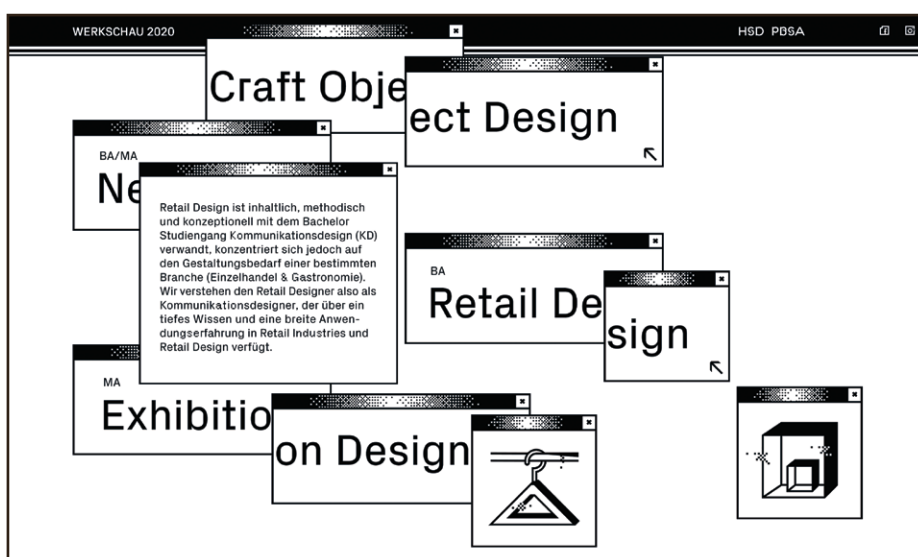 WERKSCHAU 2020
HSD PBSA
Craft Obje
ect Design
BA/MA
Ne
Retail Design ist inhaltlich, methodisch
und konzeptionell mit dem Bachelor
Studiengang Kommunikationsdesign (KD)
verwandt, konzentriert sich jedoch auf
den Gestaltungsbedarf einer bestimmten
Branche (Einzelhandel & Gastronomie).
Wir verstehen den Retail Designer also als
Kommunikationsdesigner, der über ein
tiefes Wissen und eine breite Anwen-
dungserfahrung in Retail Industries und
Retail Design verfügt.
BA
Retail De
sign
MA
Exhibitio
on Design